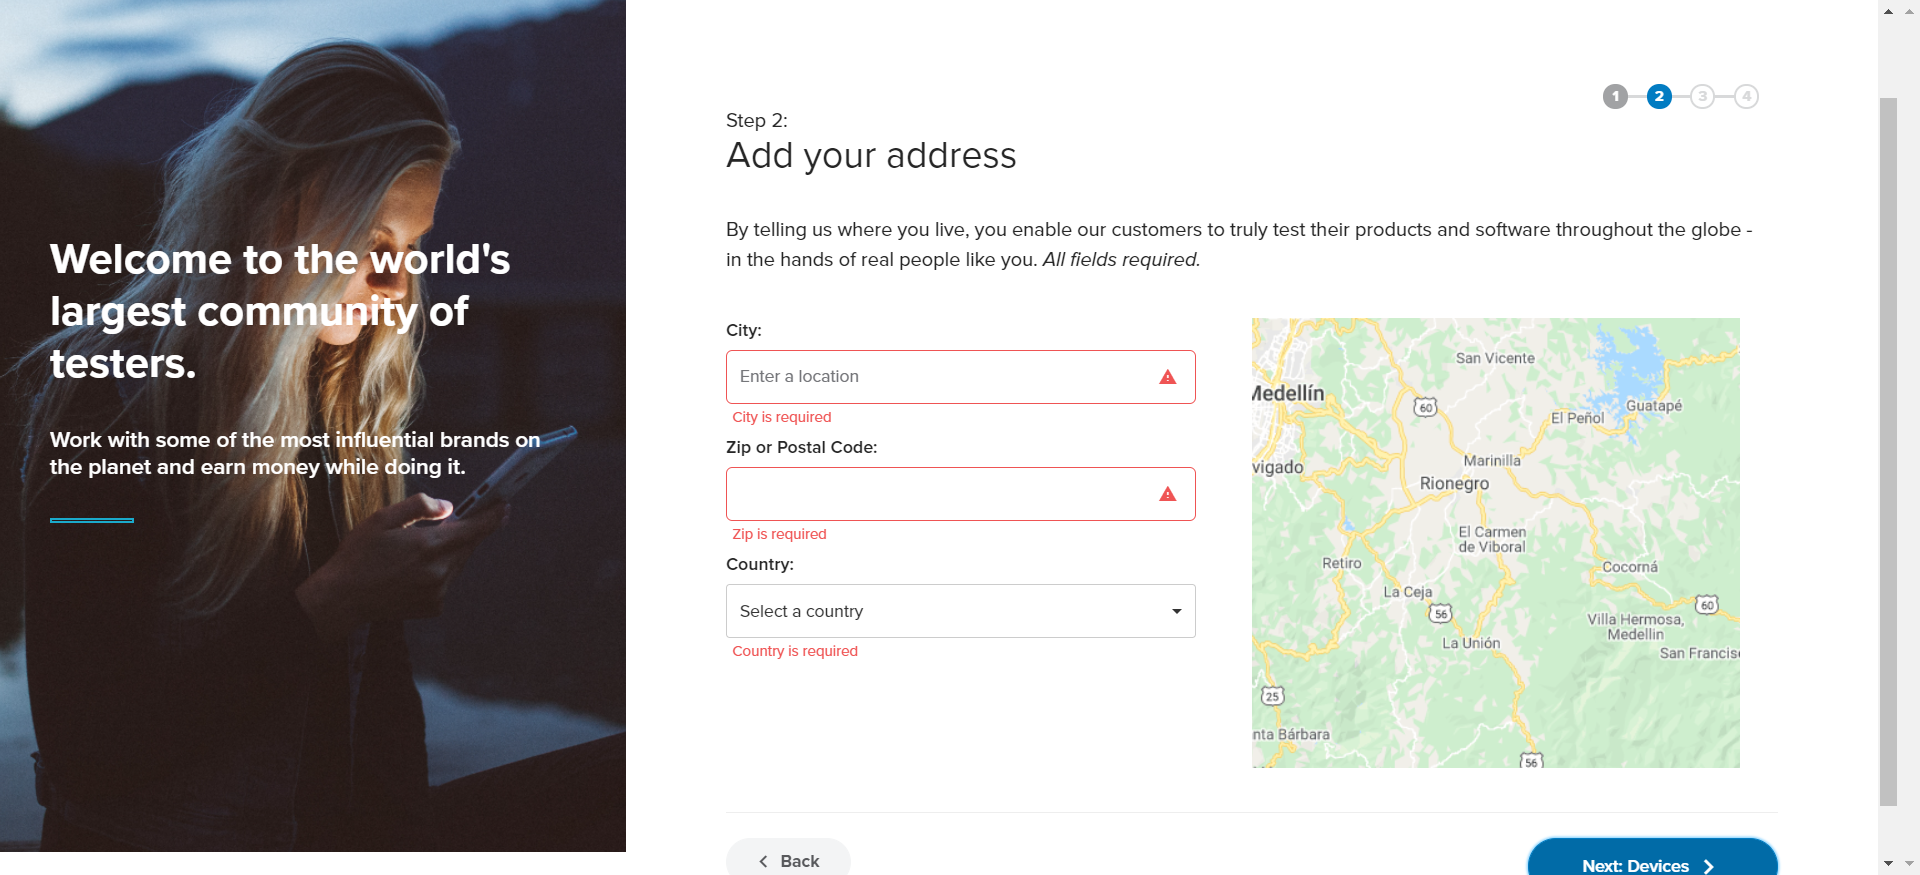 Welcome to the world's
largest community of
testers.
Work with some of the most influential brands on
the planet and earn money while doing it.
1 2 3 4
Step 2:
Add your address
By telling us where you live, you enable our customers to truly test their products and software throughout the globe -
in the hands of real people like you. All fields required.
City:
Enter a location
City is required
Zip or Postal Code:
Zip is required
Country:
Select a country
Country is required
San Vicente
Medellín
60
Guatapé
El Peñol
Marinilla
vigado
Rionegro
El Carmen
de Viboral
Retiro
Cocorná
La Ceja
60
56
Villa Hermosa,
Medellin
La Unión
San Francis
25
nta Bárbara
56
Back
Next: Devices